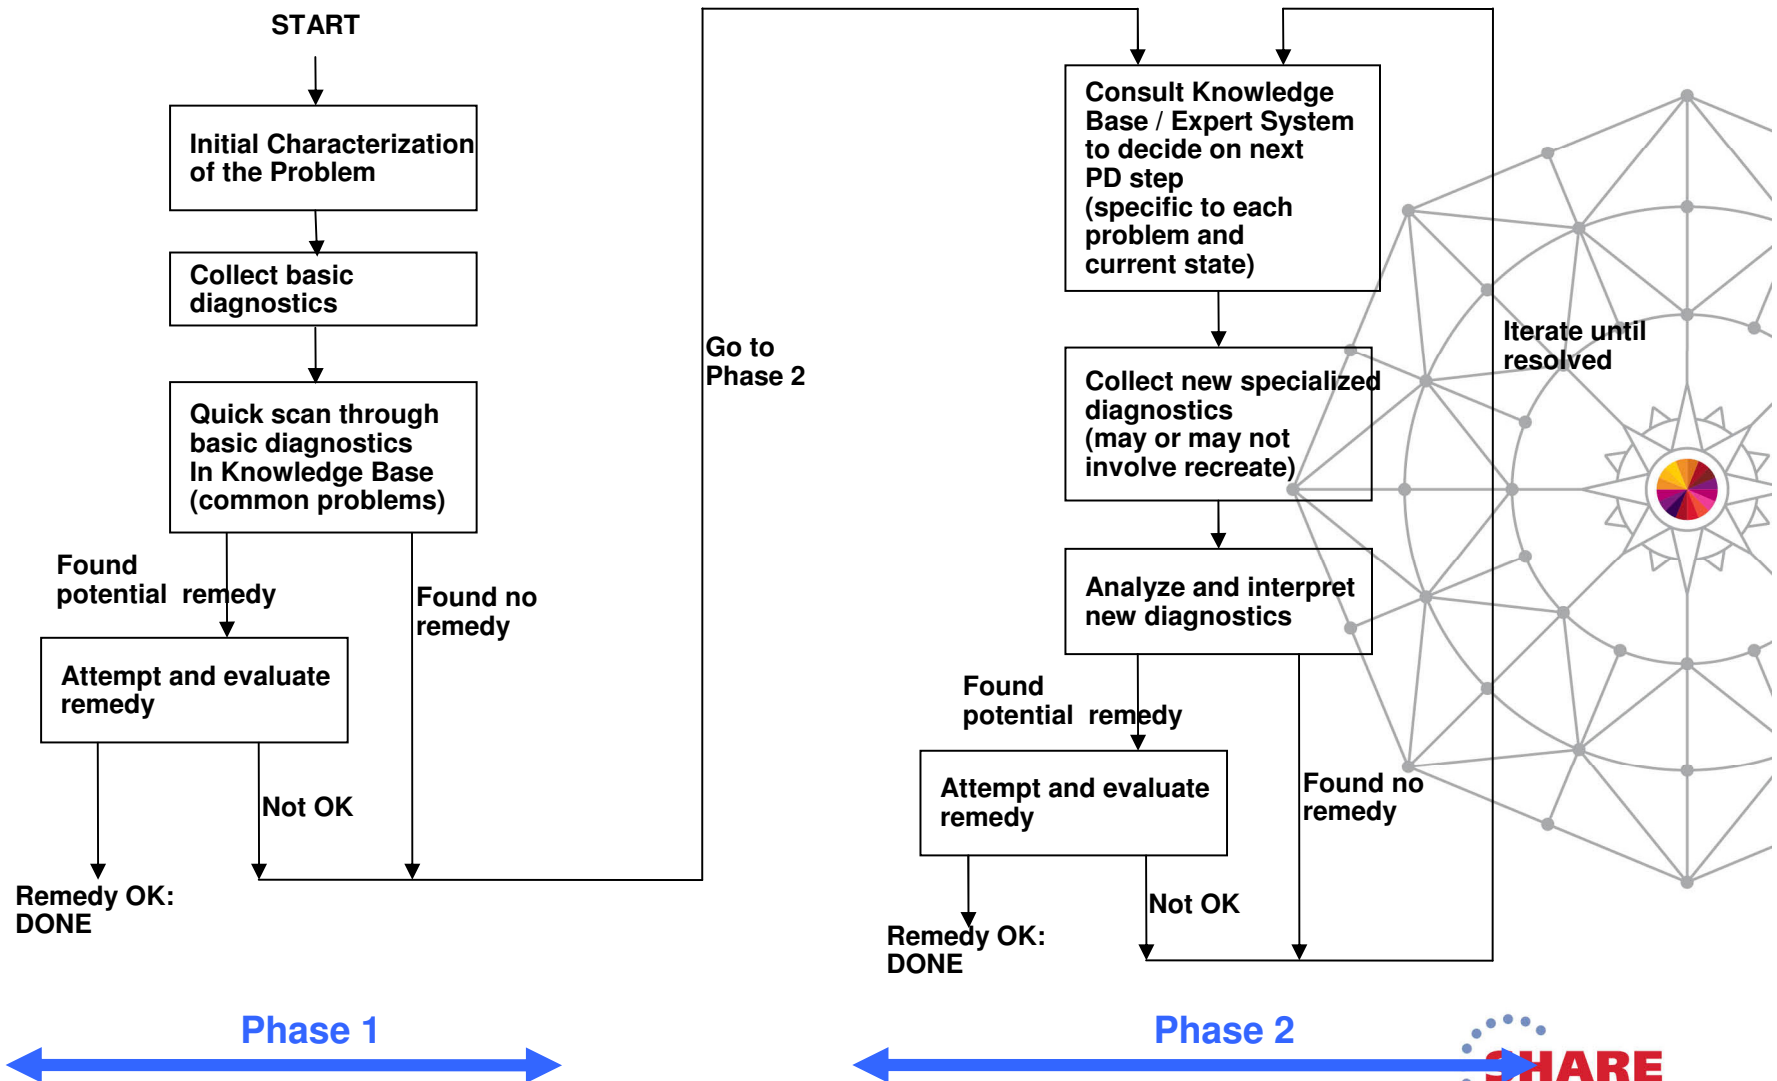 START
Initial Characterization
of the Problem
Collect basic
diagnostics
Quick scan through
basic diagnostics
In Knowledge Base
(common problems)
Found
potential remedy
Found no
remedy
Attempt and evaluate
remedy
Not OK
Remedy OK:
DONE
Go to
Phase 2
Consult Knowledge
Base / Expert System
to decide on next
PD step
(specific to each
problem and
current state)
Iterate until
resolved
Collect new specialized
diagnostics
(may or may not
involve recreate)
Analyze and interpret
new diagnostics
Found
potential remedy
Found no
remedy
Attempt and evaluate
remedy
Not OK
Remedy OK:
DONE
Phase 1
Phase 2
SHARE